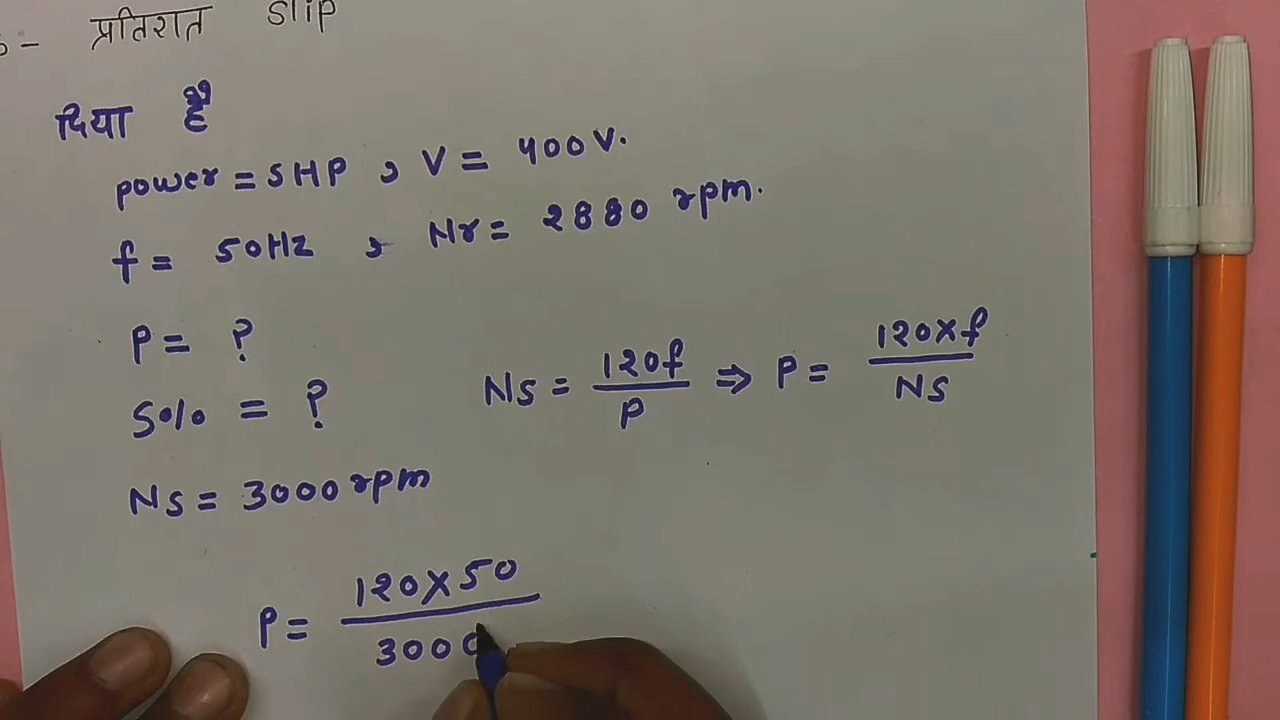 प्रतिशत slip
दिया है
power = 5HP , V = 400V.
f = 50Hz , Nr = 2880 rpm.
P = ?
S% = ?
Ns = 120f/P ⇒ P = 120×f/Ns
Ns = 3000 rpm
P = 120×50/3000